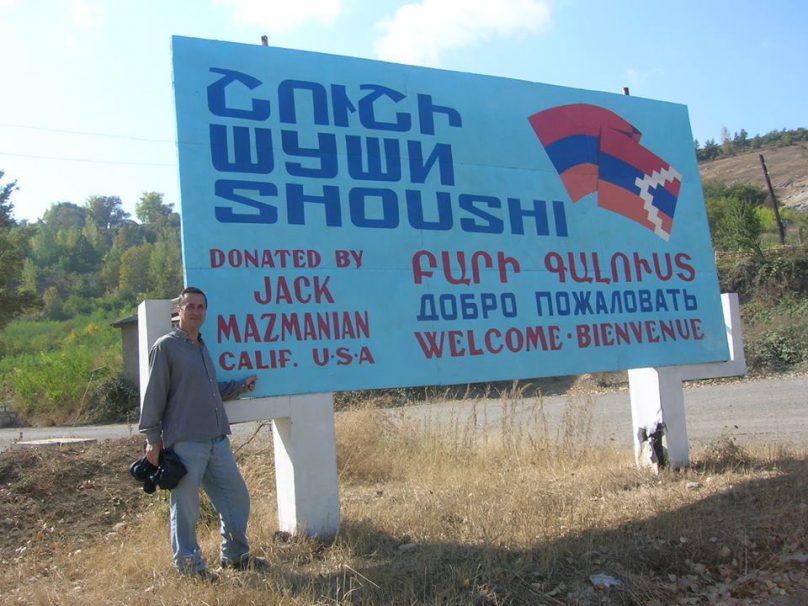 ՇՈՒՇԻ
ШУШИ
SHOUSHI
DONATED BY
JACK
MAZMANIAN
CALIF. U·S·A
ԲԱՐԻ ԳԱԼՈՒՍՏ
ДОБРО ПОЖАЛОВАТЬ
WELCOME·BIENVENUE